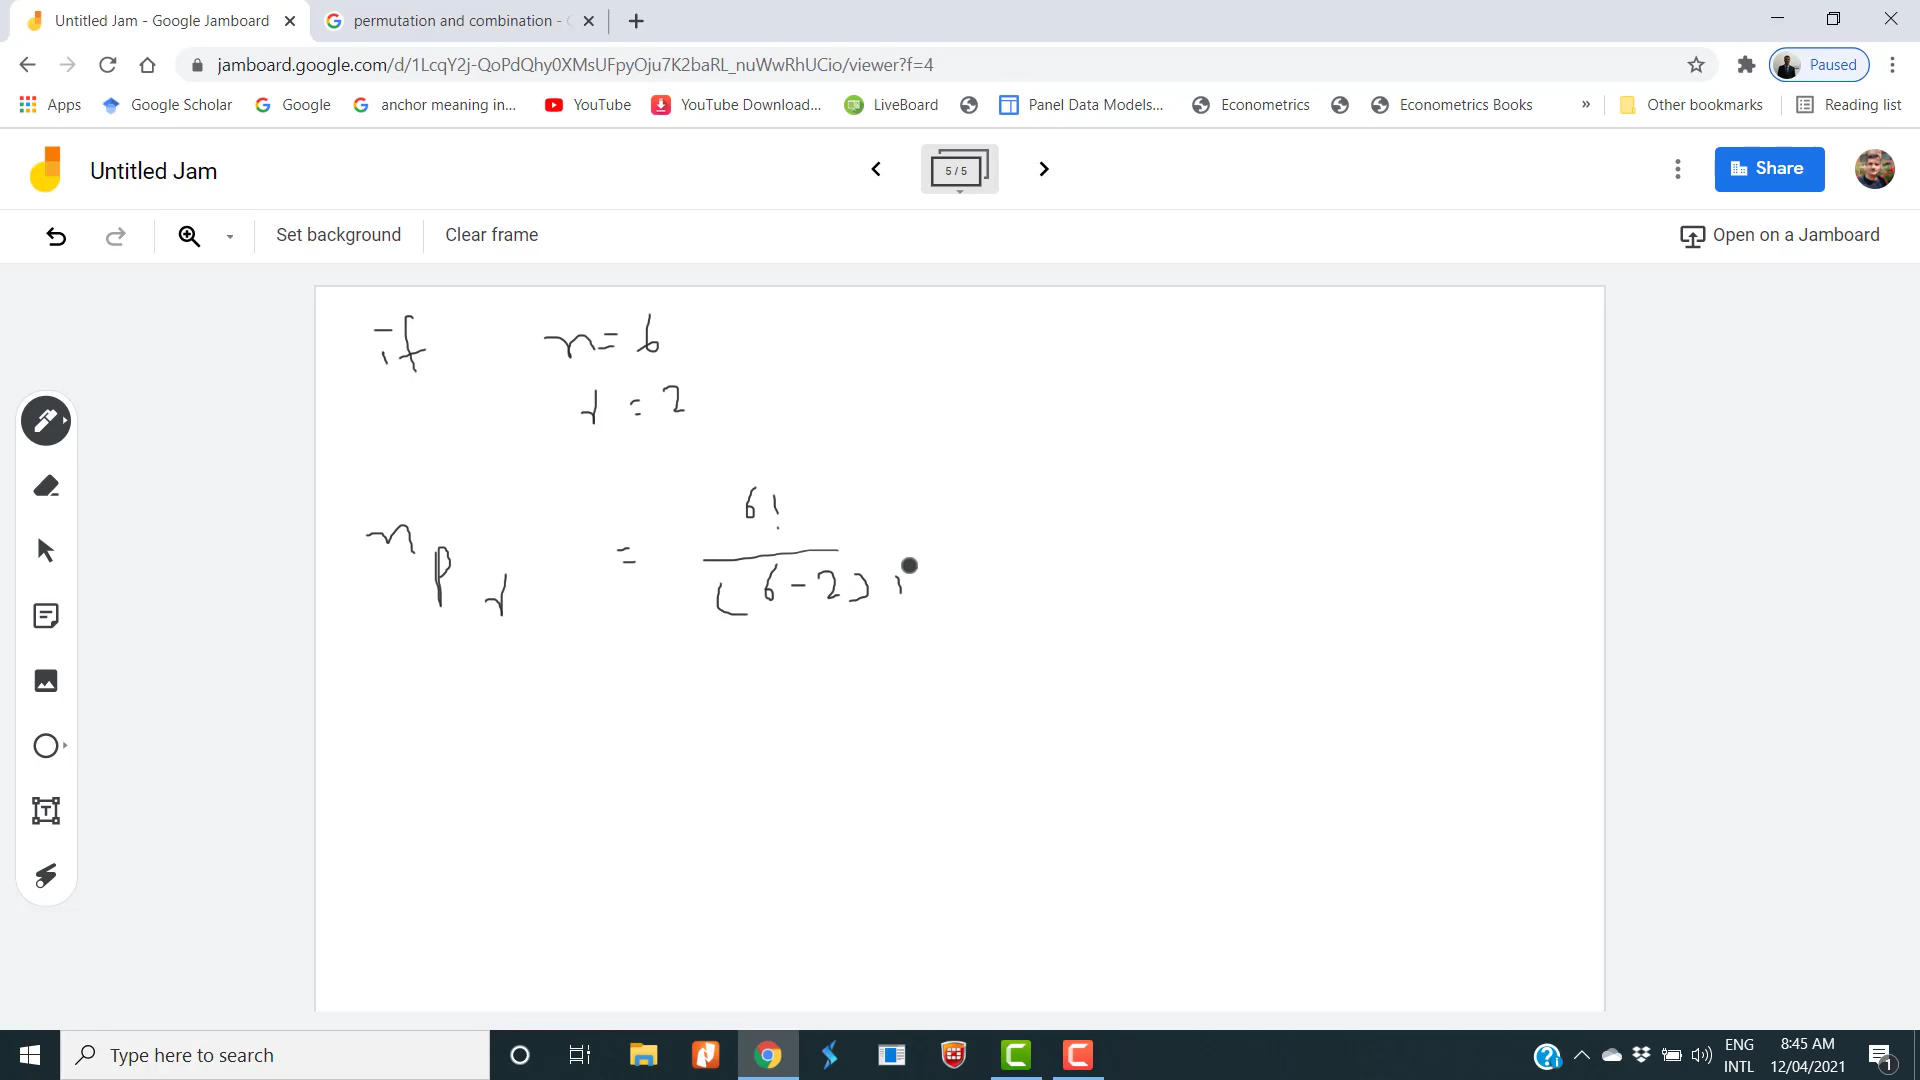 Untitled Jam - Google Jamboard
permutation and combination -
jamboard.google.com/d/1LcqY2j-QoPdQhy0XMsUFpyOju7K2baRL_nuWwRhUCio/viewer?f=4
Paused
Apps Google Scholar Google anchor meaning in... YouTube YouTube Download... LiveBoard Panel Data Models... Econometrics Econometrics Books » Other bookmarks Reading list
Untitled Jam
5 / 5
Share
Set background Clear frame Open on a Jamboard
if n = 6
r = 2
6!
n P r = (6-2)
Type here to search
ENG 8:45 AM
INTL 12/04/2021
1